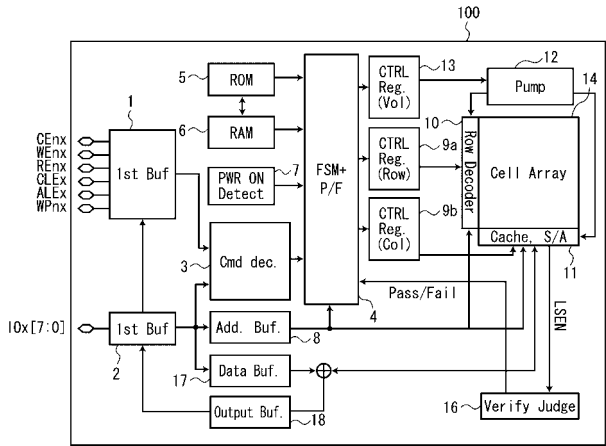 100
5
ROM
6
RAM
7
PWR ON
Detect
1
1st Buf
CEnx
WEnx
REnx
CLEx
ALEx
WPnx
3
Cmd dec.
IOx[7:0]
1st Buf
2
Add. Buf.
8
17
Data Buf.
Output Buf.
18
FSM+
P/F
4
CTRL
Reg.
(Vol)
13
CTRL
Reg.
(Row)
9a
CTRL
Reg.
(Col)
9b
12
Pump
14
10
Row Decoder
Cell Array
Cache, S/A
11
Pass/Fail
LSEN
16
Verify Judge